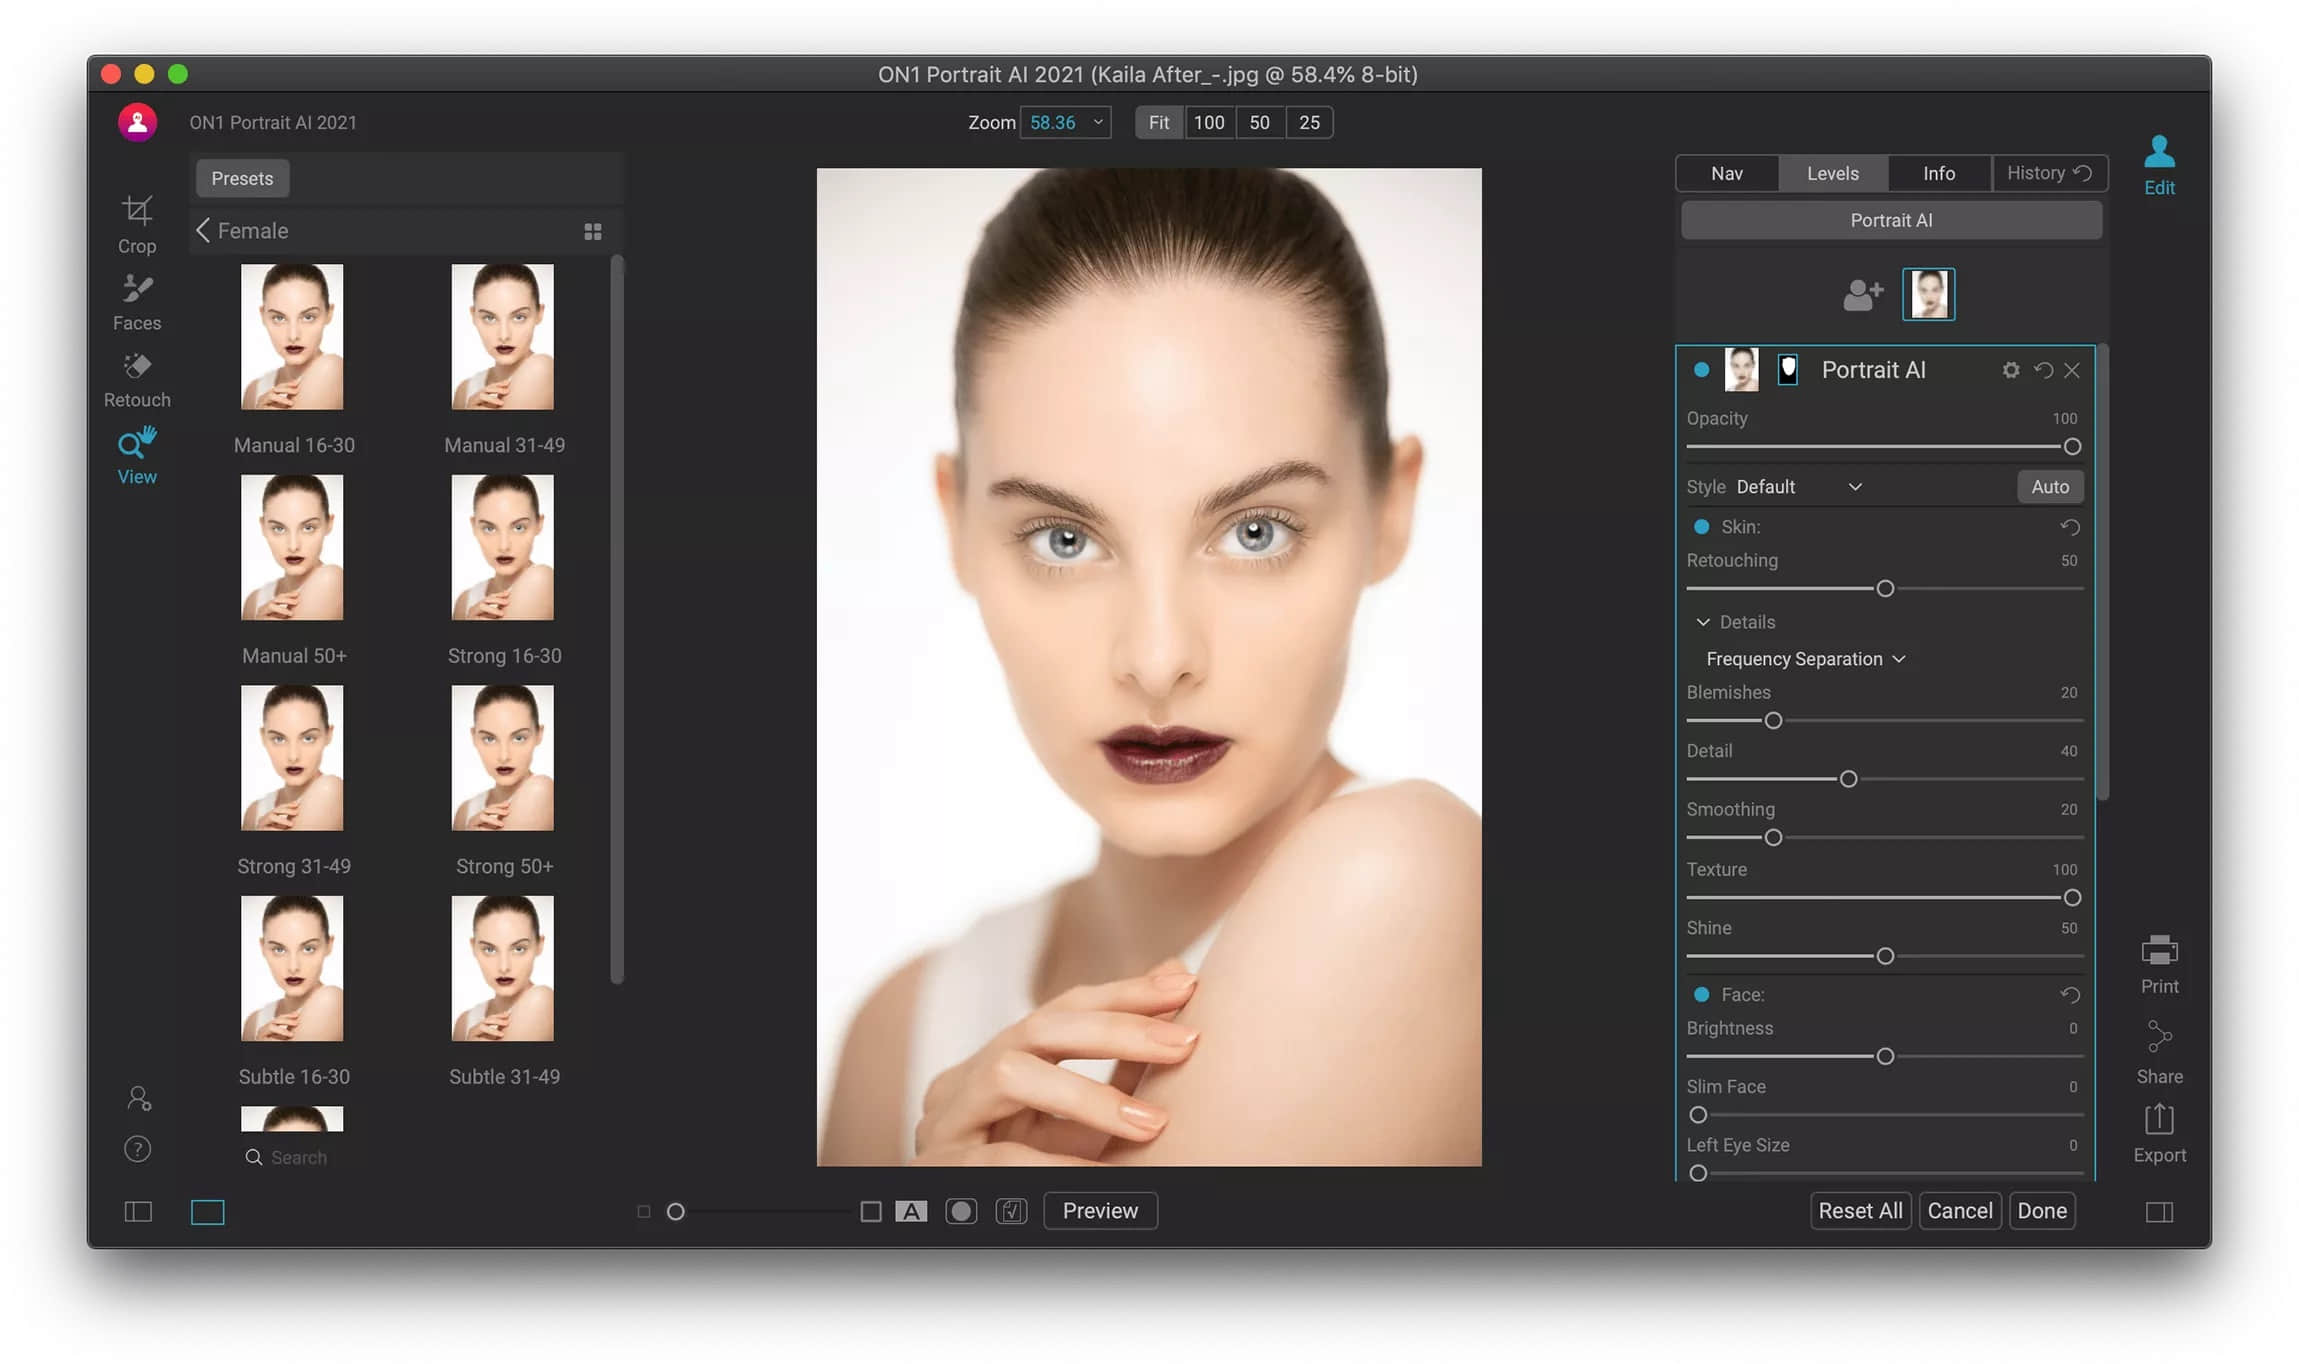 ON1 Portrait AI 2021 (Kaila After_-.jpg @ 58.4% 8-bit)
ON1 Portrait AI 2021
Zoom 58.36 Fit 100 50 25
Presets
Female
Crop
Faces
Retouch
View
Manual 16-30 Manual 31-49
Manual 50+ Strong 16-30
Strong 31-49 Strong 50+
Subtle 16-30 Subtle 31-49
Search
?
A
Preview
Nav Levels Info History
Edit
Portrait AI
Portrait AI
Opacity 100
Style Default Auto
Skin:
Retouching 50
Details
Frequency Separation
Blemishes 20
Detail 40
Smoothing 20
Texture 100
Shine 50
Face:
Brightness 0
Slim Face 0
Left Eye Size 0
Print
Share
Export
Reset All Cancel Done